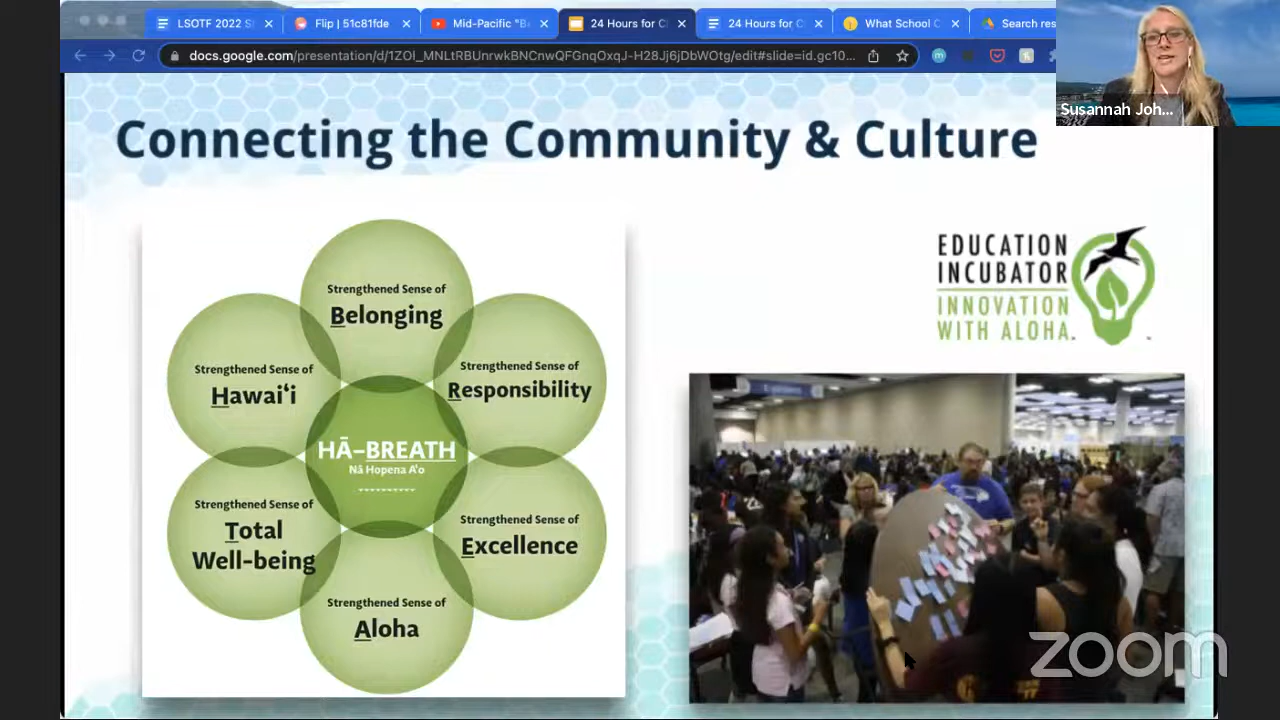 LSOTF 2022 S
Flip | 51c81fde
Mid-Pacific "B
24 Hours for C
24 Hours for C
What School C
Search res
docs.google.com/presentation/d/1ZOi_MNLtRBUnrwkBNCnwQFGnqOxqJ-H28Jj6jDbWOtg/edit#slide=id.gc10...
Susannah Joh...
Connecting the Community & Culture
EDUCATION
INCUBATOR
INNOVATION
WITH ALOHA
Strengthened Sense of
Belonging
Strengthened Sense of
Responsibility
Strengthened Sense of
Hawaiʻi
HĀ–BREATH
Nā Hopena Aʻo
Strengthened Sense of
Total
Well-being
Strengthened Sense of
Excellence
Strengthened Sense of
Aloha
zoom